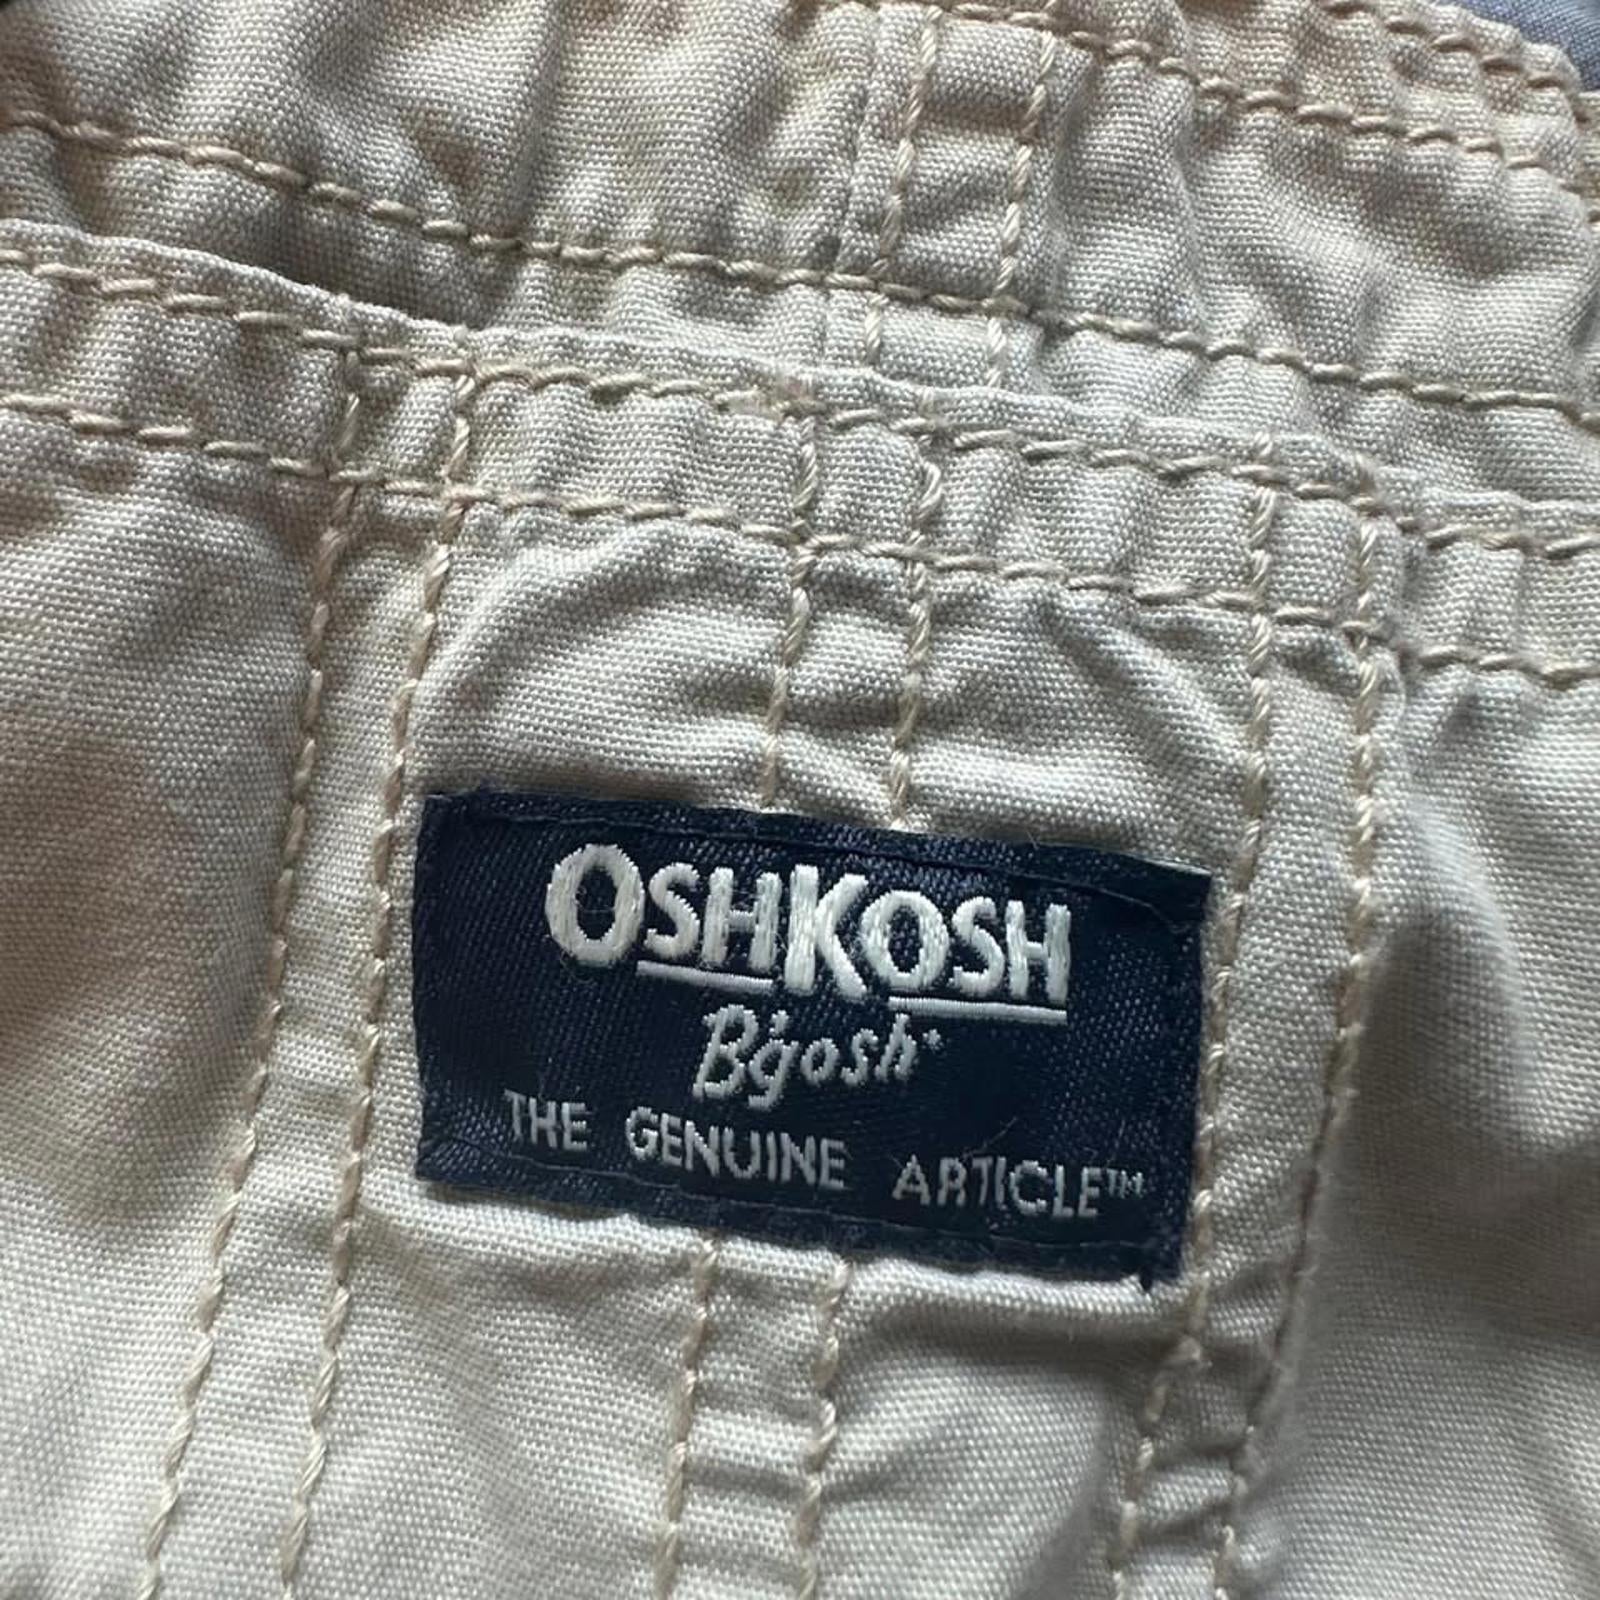 OSHKOSH
B'gosh
THE GENUINE ARTICLE™